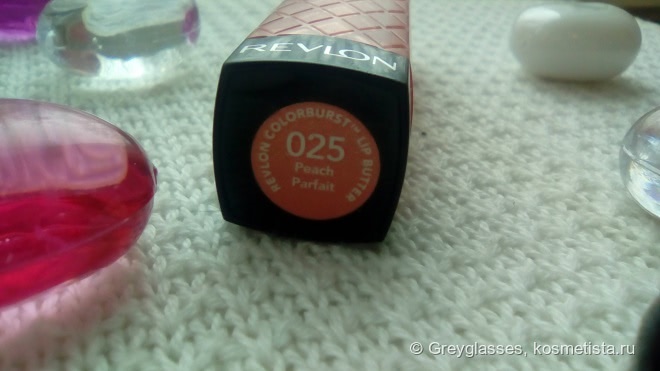 REVLON
REVLON COLORBURST™ LIP BUTTER
025
Peach
Parfait
© Greyglasses, kosmetista.ru